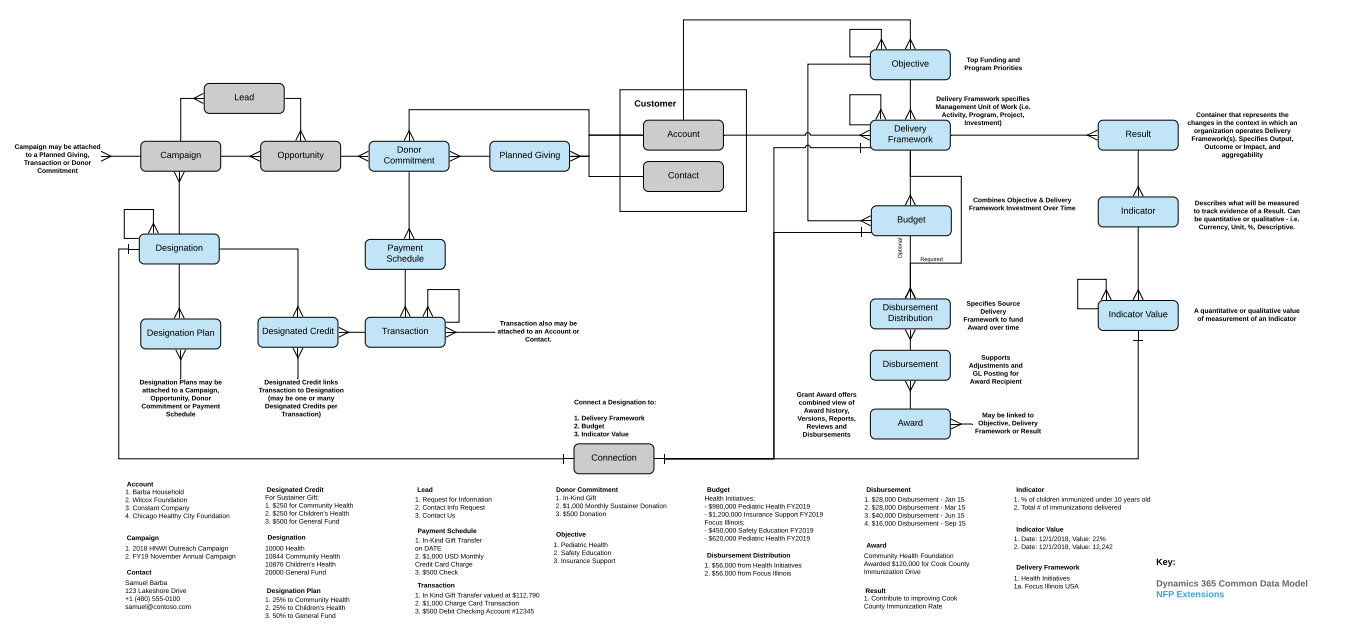 Customer
Lead
Campaign
Opportunity
Donor
Commitment
Planned Giving
Account
Contact
Objective
Top Funding and
Program Priorities
Delivery Framework specifies
Management Unit of Work (i.e.
Activity, Program, Project,
Investment)
Delivery
Framework
Result
Container that represents the
changes in the context in which an
organization operates Delivery
Framework(s). Specifies Output,
Outcome or Impact, and
aggregability
Campaign may be attached
to a Planned Giving,
Transaction or Donor
Commitment
Designation
Payment
Schedule
Budget
Combines Objective & Delivery
Framework Investment Over Time
Optional
Required
Indicator
Describes what will be measured
to track evidence of a Result. Can
be quantitative or qualitative - i.e.
Currency, Unit, %, Descriptive.
Designation Plan
Designated Credit
Transaction
Transaction also may be
attached to an Account or
Contact.
Disbursement
Distribution
Specifies Source
Delivery
Framework to fund
Award over time
Indicator Value
A quantitative or qualitative value
of measurement of an Indicator
Designation Plans may be
attached to a Campaign,
Opportunity, Donor
Commitment or Payment
Schedule
Designated Credit links
Transaction to Designation
(may be one or many
Designated Credits per
Transaction)
Disbursement
Supports
Adjustments and
GL Posting for
Award Recipient
Grant Award offers
combined view of
Award history,
Versions, Reports,
Reviews and
Disbursements
Award
May be linked to
Objective, Delivery
Framework or Result
Connect a Designation to:
1. Delivery Framework
2. Budget
3. Indicator Value
Connection
Account
1. Barba Household
2. Wilcox Foundation
3. Constant Company
4. Chicago Healthy City Foundation
Campaign
1. 2018 HNWI Outreach Campaign
2. FY19 November Annual Campaign
Contact
Samuel Barba
123 Lakeshore Drive
+1 (480) 555-0100
samuel@contoso.com
Designated Credit
For Sustainer Gift:
1. $250 for Community Health
2. $250 for Children's Health
3. $500 for General Fund
Designation
10000 Health
10844 Community Health
10876 Children's Health
20000 General Fund
Designation Plan
1. 25% to Community Health
2. 25% to Children's Health
3. 50% to General Fund
Lead
1. Request for Information
2. Contact Info Request
3. Contact Us
Payment Schedule
1. In-Kind Gift Transfer
on DATE
2. $1,000 USD Monthly
Credit Card Charge
3. $500 Check
Transaction
1. In Kind Gift Transfer valued at $112,790
2. $1,000 Charge Card Transaction
3. $500 Debit Checking Account #12345
Donor Commitment
1. In-Kind Gift
2. $1,000 Monthly Sustainer Donation
3. $500 Donation
Objective
1. Pediatric Health
2. Safety Education
3. Insurance Support
Budget
Health Initiatives:
- $980,000 Pediatric Health FY2019
- $1,200,000 Insurance Support FY2019
Focus Illinois:
- $450,000 Safety Education FY2019
- $620,000 Pediatric Health FY2019
Disbursement Distribution
1. $56,000 from Health Initiatives
2. $56,000 from Focus Illinois
Disbursement
1. $28,000 Disbursement - Jan 15
2. $28,000 Disbursement - Mar 15
3. $40,000 Disbursement - Jun 15
4. $16,000 Disbursement - Sep 15
Award
Community Health Foundation
Awarded $120,000 for Cook County
Immunization Drive
Result
1. Contribute to improving Cook
County Immunization Rate
Indicator
1. % of children immunized under 10 years old
2. Total # of immunizations delivered
Indicator Value
1. Date: 12/1/2018, Value: 22%
2. Date: 12/1/2018, Value: 12,242
Delivery Framework
1. Health Initiatives
1a. Focus Illinois USA
Key:
Dynamics 365 Common Data Model
NFP Extensions